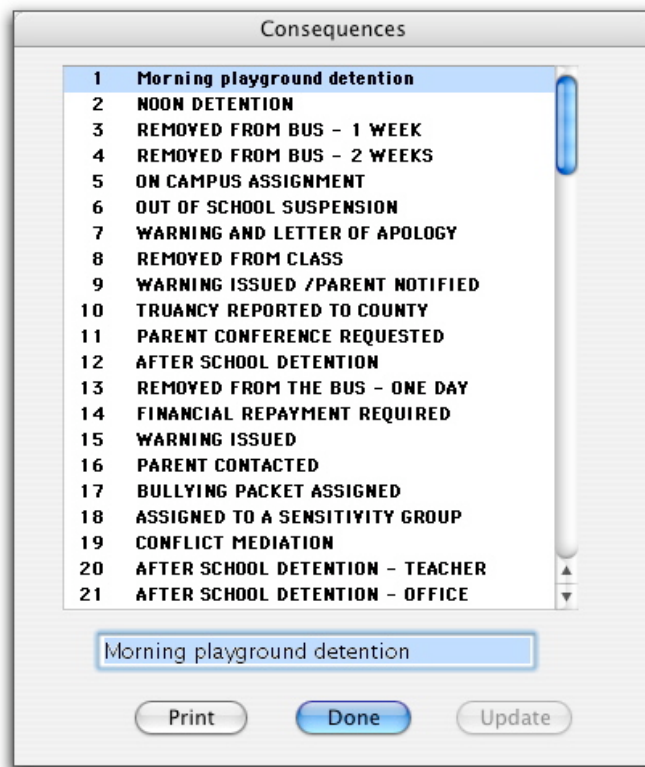 Consequences
1 Morning playground detention
2 NOON DETENTION
3 REMOVED FROM BUS - 1 WEEK
4 REMOVED FROM BUS - 2 WEEKS
5 ON CAMPUS ASSIGNMENT
6 OUT OF SCHOOL SUSPENSION
7 WARNING AND LETTER OF APOLOGY
8 REMOVED FROM CLASS
9 WARNING ISSUED /PARENT NOTIFIED
10 TRUANCY REPORTED TO COUNTY
11 PARENT CONFERENCE REQUESTED
12 AFTER SCHOOL DETENTION
13 REMOVED FROM THE BUS - ONE DAY
14 FINANCIAL REPAYMENT REQUIRED
15 WARNING ISSUED
16 PARENT CONTACTED
17 BULLYING PACKET ASSIGNED
18 ASSIGNED TO A SENSITIVITY GROUP
19 CONFLICT MEDIATION
20 AFTER SCHOOL DETENTION - TEACHER
21 AFTER SCHOOL DETENTION - OFFICE
Morning playground detention
Print Done Update